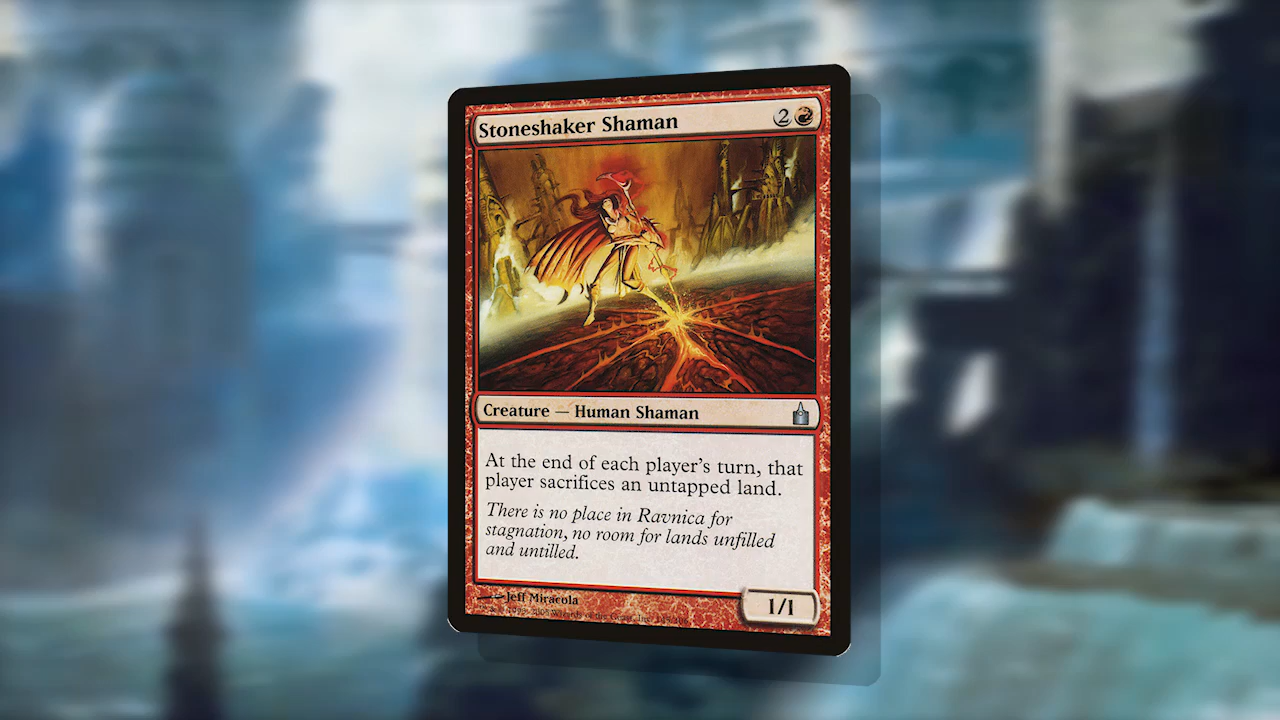 Stoneshaker Shaman 2
Creature — Human Shaman
At the end of each player's turn, that
player sacrifices an untapped land.
There is no place in Ravnica for
stagnation, no room for lands unfilled
and untilled.
Jeff Miracola
1/1